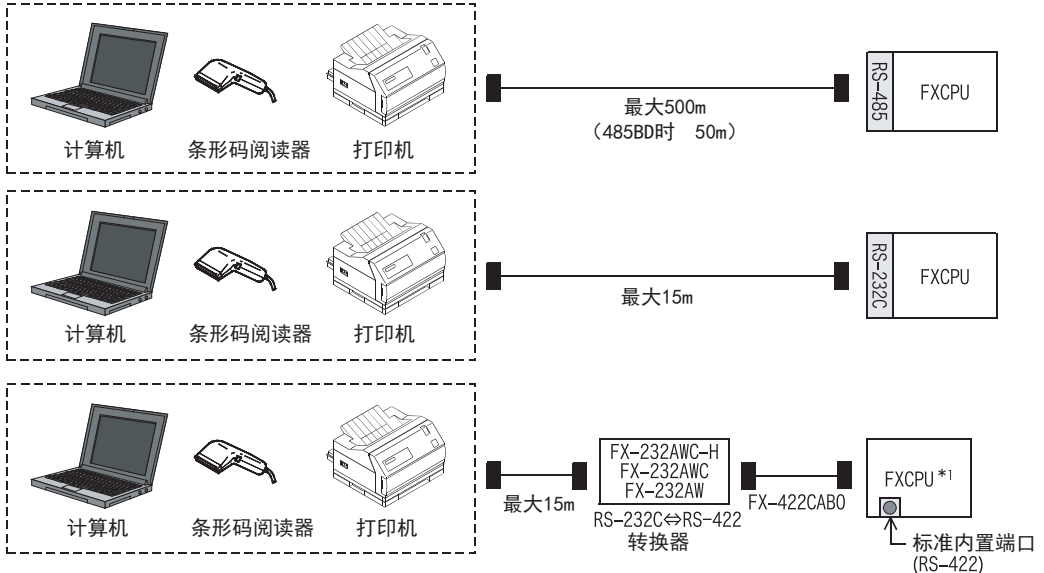 计算机 条形码阅读器 打印机
最大500m
（485BD时 50m）
RS-485
FXCPU
计算机 条形码阅读器 打印机
最大15m
RS-232C
FXCPU
计算机 条形码阅读器 打印机
最大15m
FX-232AWC-H
FX-232AWC
FX-232AW
RS-232C⇔RS-422
转换器
FX-422CAB0
FXCPU*1
标准内置端口
(RS-422)